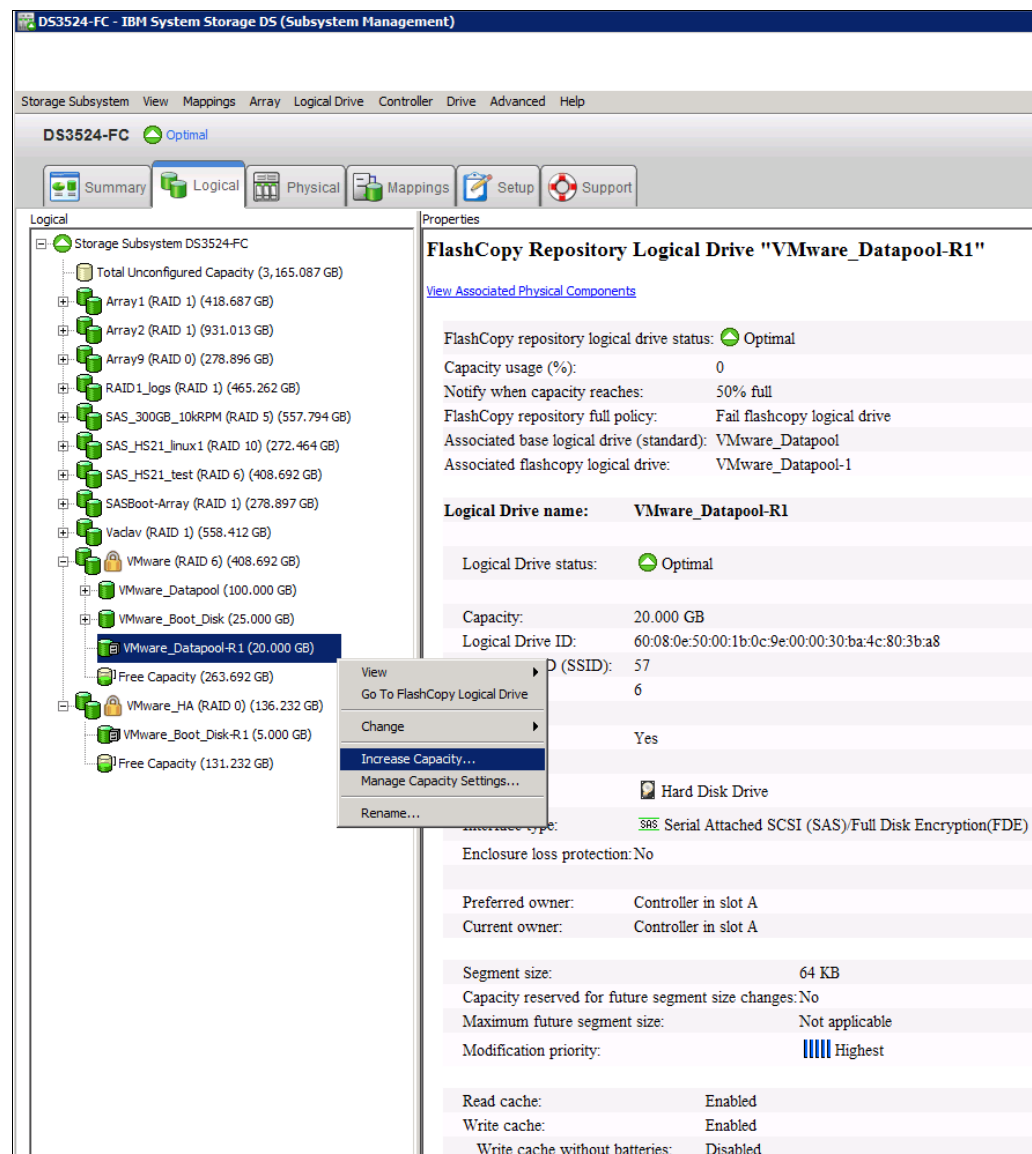 DS3524-FC - IBM System Storage DS (Subsystem Management)
Storage Subsystem View Mappings Array Logical Drive Controller Drive Advanced Help
DS3524-FC Optimal
Summary Logical Physical Mappings Setup Support
Logical
Storage Subsystem DS3524-FC
Total Unconfigured Capacity (3,165.087 GB)
Array1 (RAID 1) (418.687 GB)
Array2 (RAID 1) (931.013 GB)
Array9 (RAID 0) (278.896 GB)
RAID1_logs (RAID 1) (465.262 GB)
SAS_300GB_10kRPM (RAID 5) (557.794 GB)
SAS_HS21_linux1 (RAID 10) (272.464 GB)
SAS_HS21_test (RAID 6) (408.692 GB)
SASBoot-Array (RAID 1) (278.897 GB)
Vaclav (RAID 1) (558.412 GB)
VMware (RAID 6) (408.692 GB)
VMware_Datapool (100.000 GB)
VMware_Boot_Disk (25.000 GB)
VMware_Datapool-R1 (20.000 GB)
Free Capacity (263.692 GB)
VMware_HA (RAID 0) (136.232 GB)
VMware_Boot_Disk-R1 (5.000 GB)
Free Capacity (131.232 GB)
View
Go To FlashCopy Logical Drive
Change
Increase Capacity...
Manage Capacity Settings...
Rename...
Properties
FlashCopy Repository Logical Drive "VMware_Datapool-R1"
View Associated Physical Components
FlashCopy repository logical drive status: Optimal
Capacity usage (%): 0
Notify when capacity reaches: 50% full
FlashCopy repository full policy: Fail flashcopy logical drive
Associated base logical drive (standard): VMware_Datapool
Associated flashcopy logical drive: VMware_Datapool-1
Logical Drive name: VMware_Datapool-R1
Logical Drive status: Optimal
Capacity: 20.000 GB
Logical Drive ID: 60:08:0e:50:00:1b:0c:9e:00:00:30:ba:4c:80:3b:a8
(SSID): 57
6
Yes
Hard Disk Drive
Interface type: SAS Serial Attached SCSI (SAS)/Full Disk Encryption(FDE)
Enclosure loss protection: No
Preferred owner: Controller in slot A
Current owner: Controller in slot A
Segment size: 64 KB
Capacity reserved for future segment size changes: No
Maximum future segment size: Not applicable
Modification priority: Highest
Read cache: Enabled
Write cache: Enabled
Write cache without batteries: Disabled